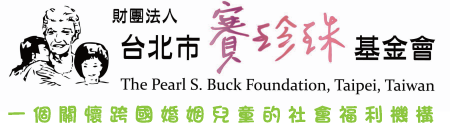 財團法人
台北市賽珍珠基金會
The Pearl S. Buck Foundation, Taipei, Taiwan
一個關懷跨國婚姻兒童的社會福利機構